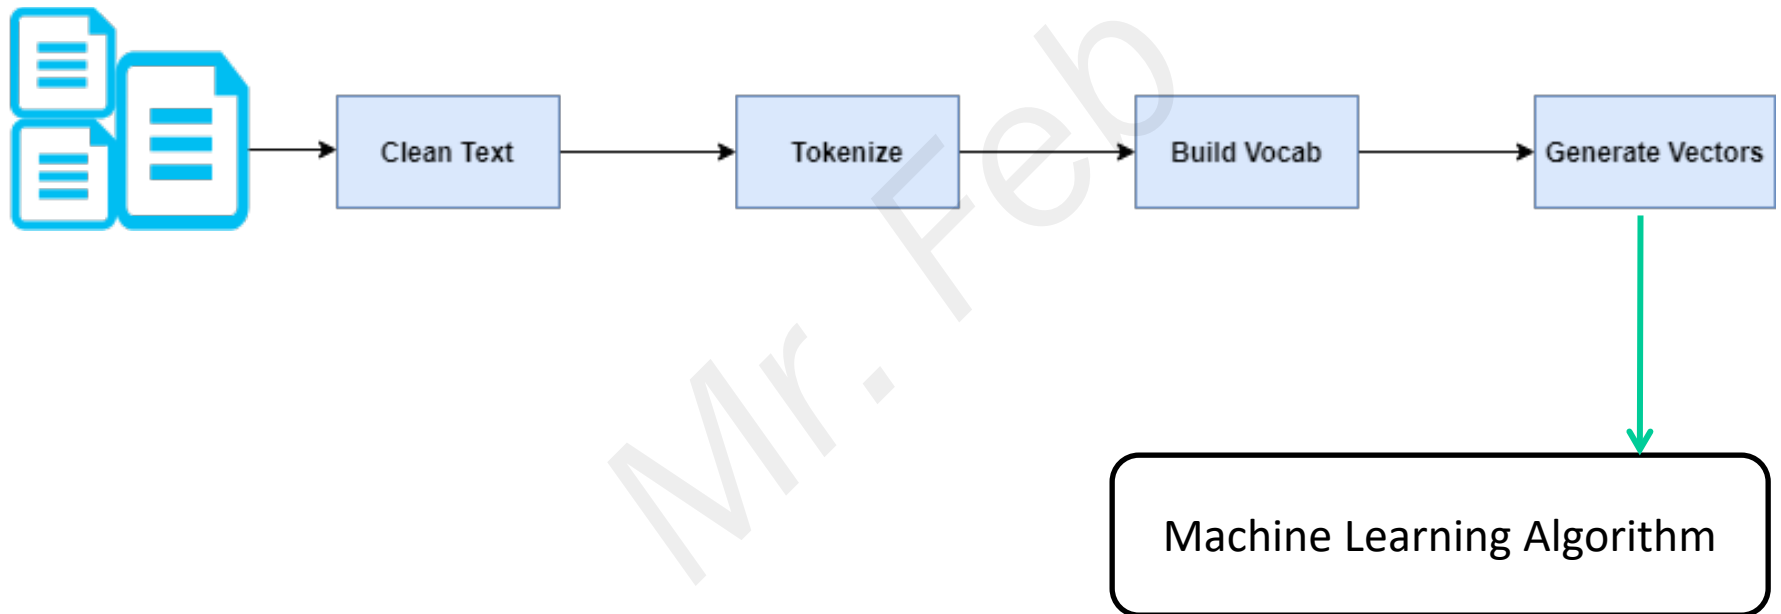 Clean Text
Tokenize
Build Vocab
Generate Vectors
Machine Learning Algorithm
Mr. Feb